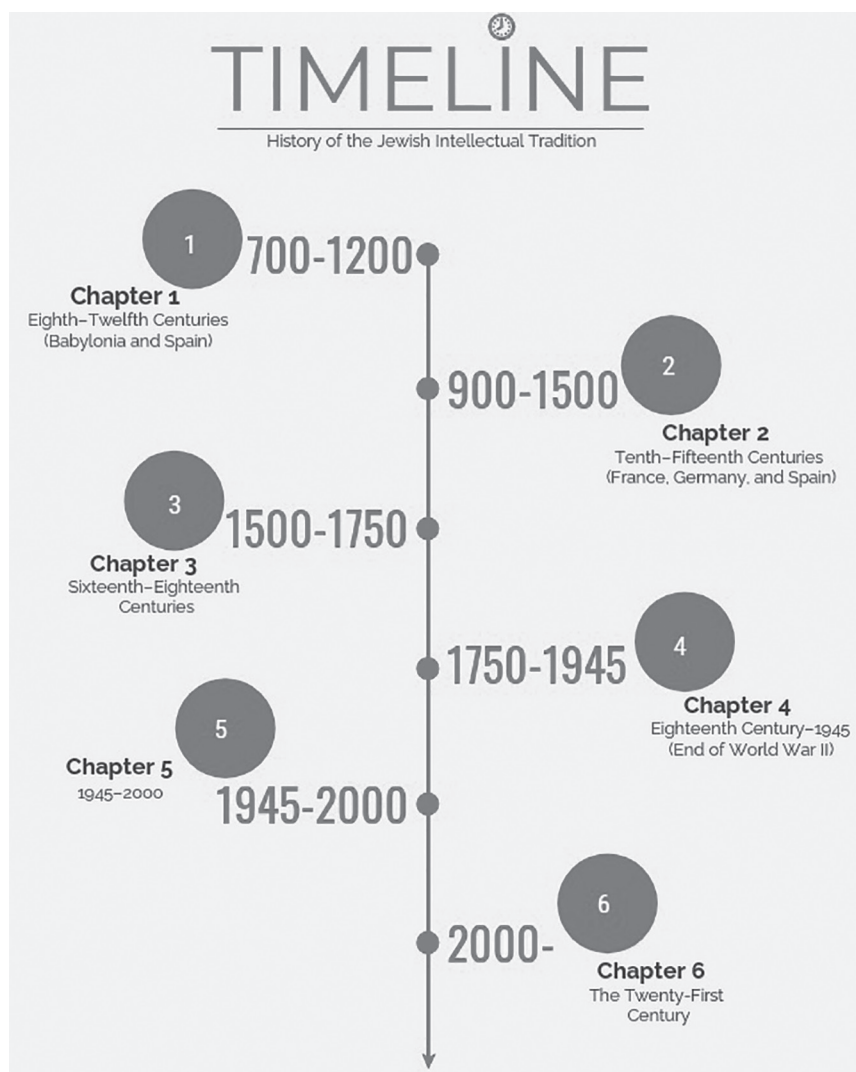 TIMELINE
History of the Jewish Intellectual Tradition
1
700-1200
Chapter 1
Eighth–Twelfth Centuries
(Babylonia and Spain)
2
900-1500
Chapter 2
Tenth–Fifteenth Centuries
(France, Germany, and Spain)
3
1500-1750
Chapter 3
Sixteenth–Eighteenth
Centuries
4
1750-1945
Chapter 4
Eighteenth Century–1945
(End of World War II)
5
Chapter 5
1945–2000
1945-2000
6
2000-
Chapter 6
The Twenty-First
Century